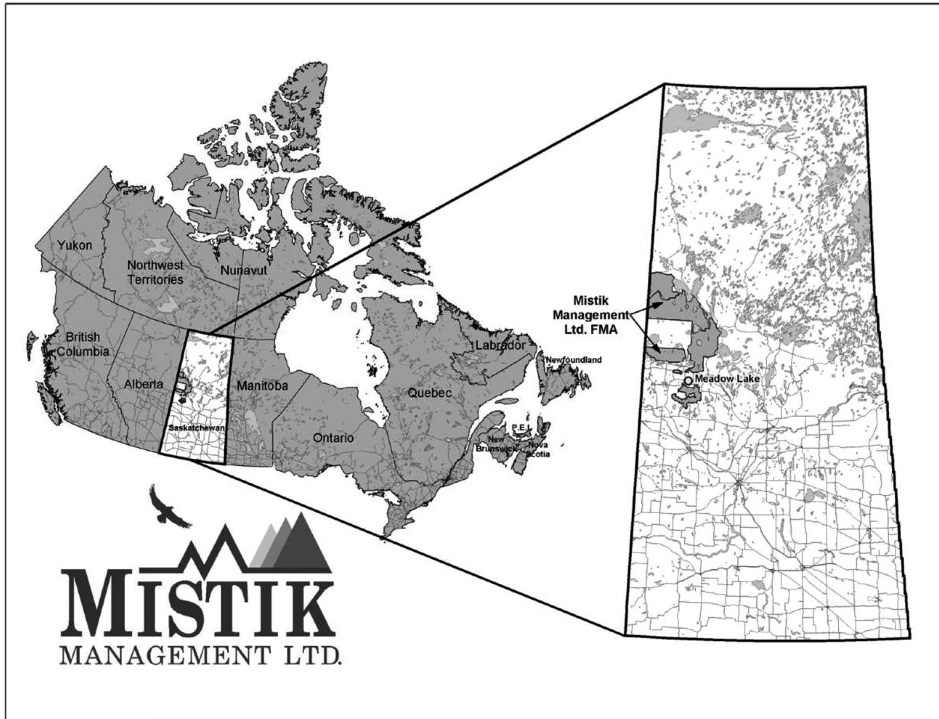 Yukon
Northwest
Territories
Nunavut
British
Columbia
Alberta
Saskatchewan
Manitoba
Ontario
Quebec
Labrador
Newfoundland
P.E.I.
New
Brunswick
Nova
Scotia
Mistik
Management
Ltd. FMA
Meadow Lake
MISTIK
MANAGEMENT LTD.